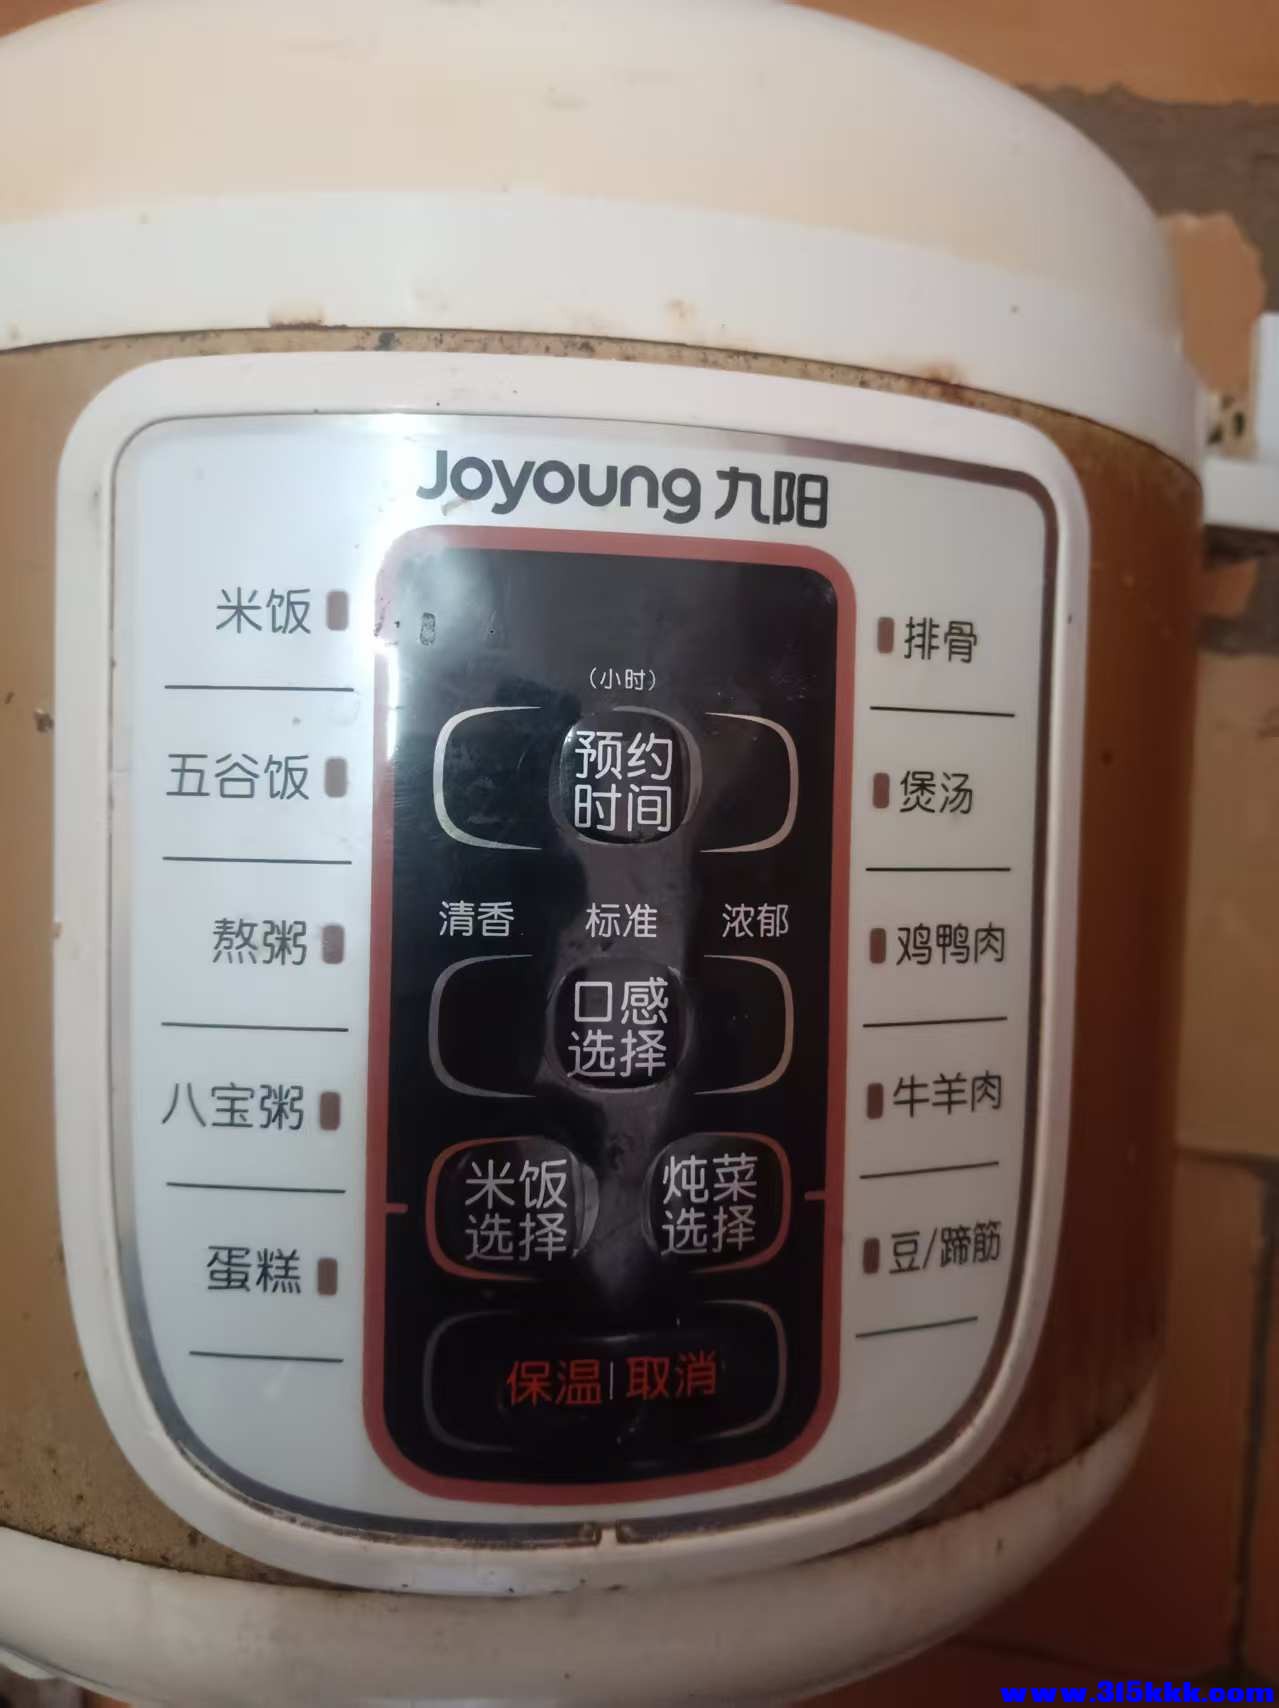 Joyoung 九阳
米饭
五谷饭
熬粥
八宝粥
蛋糕
(小时)
预约
时间
清香 标准 浓郁
口感
选择
米饭
选择
炖菜
选择
保温|取消
排骨
煲汤
鸡鸭肉
牛羊肉
豆/蹄筋
www.315kkk.com